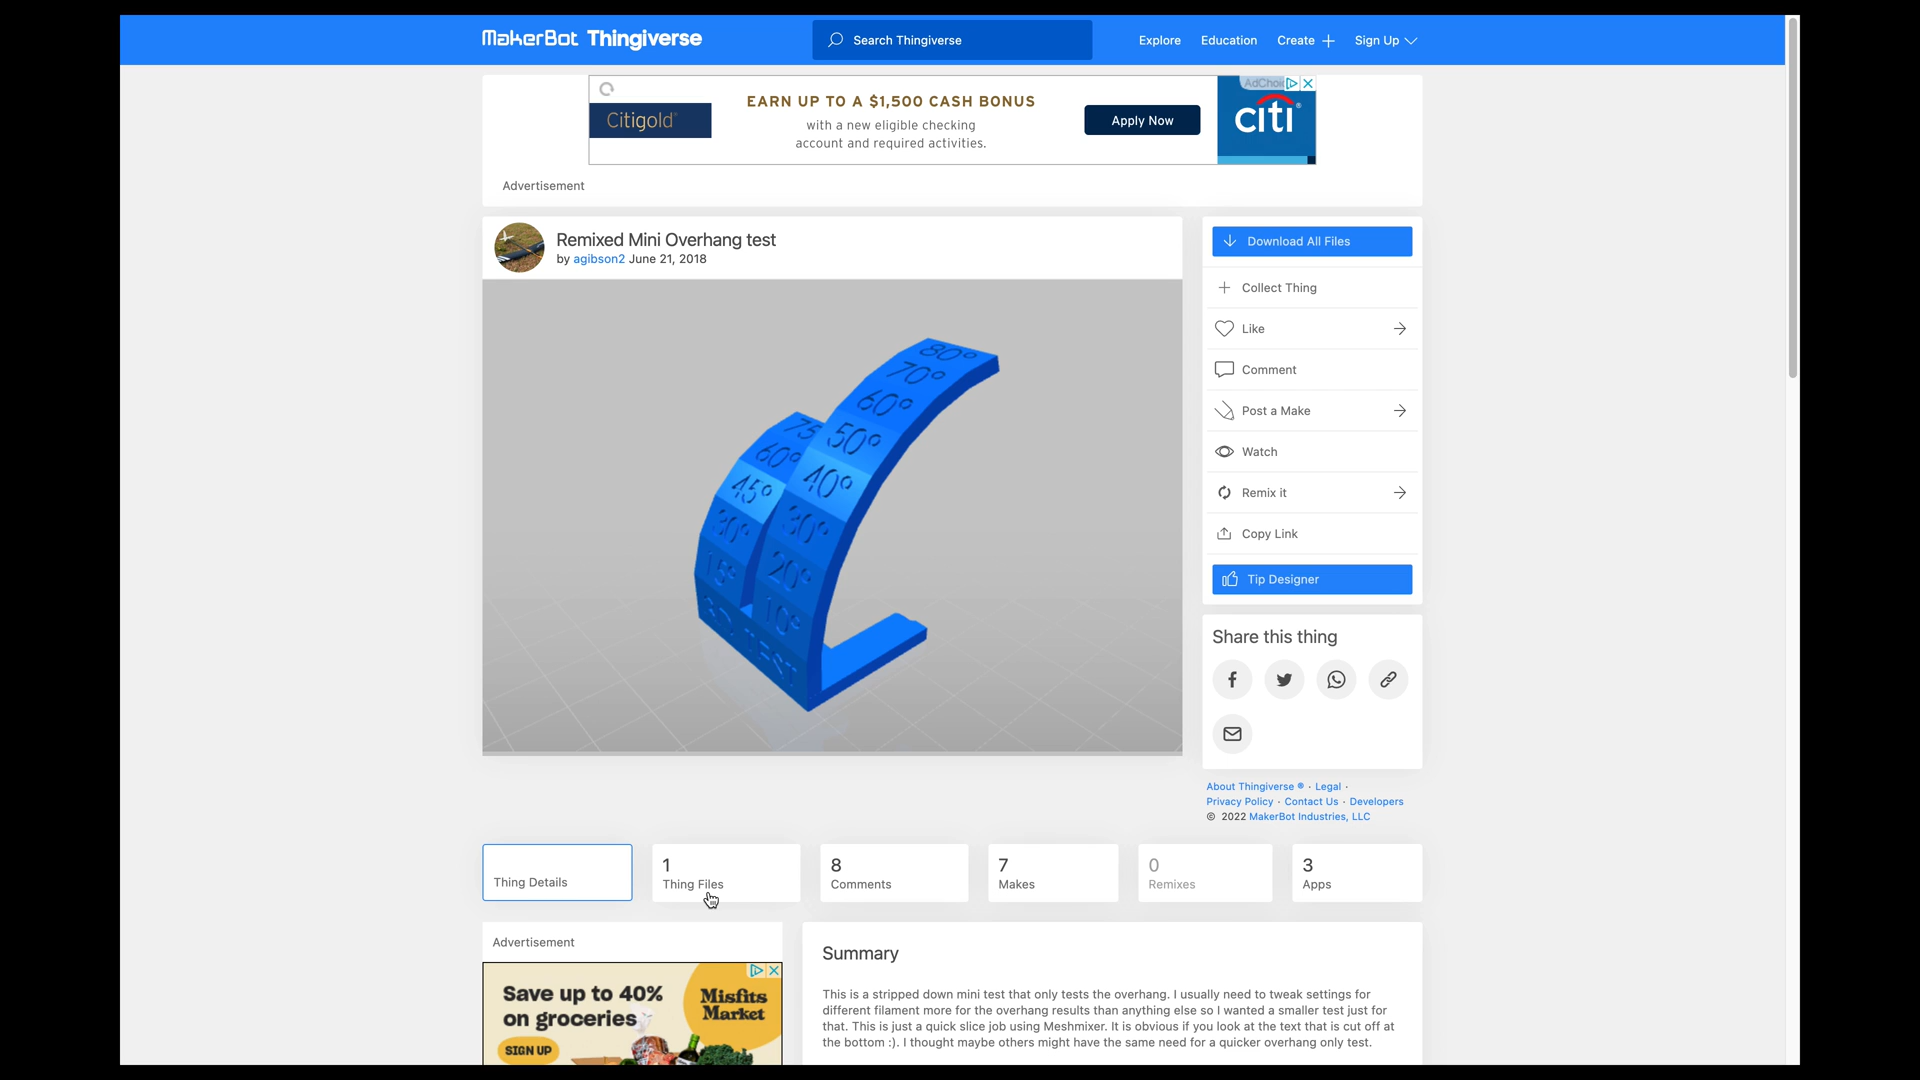 MakerBot Thingiverse
Search Thingiverse
Explore
Education
Create
Sign Up
Citigold®
EARN UP TO A $1,500 CASH BONUS
with a new eligible checking
account and required activities.
Apply Now
AdChoi
citi®
Advertisement
Remixed Mini Overhang test
by agibson2 June 21, 2018
80°
70°
60°
50°
40°
30°
20°
10°
75
60°
45°
30°
15°
3D TEST
Download All Files
Collect Thing
Like
Comment
Post a Make
Watch
Remix it
Copy Link
Tip Designer
Share this thing
About Thingiverse ® · Legal ·
Privacy Policy · Contact Us · Developers
© 2022 MakerBot Industries, LLC
Thing Details
1
Thing Files
8
Comments
7
Makes
0
Remixes
3
Apps
Advertisement
Save up to 40%
on groceries
SIGN UP
Misfits
Market
Summary
This is a stripped down mini test that only tests the overhang. I usually need to tweak settings for
different filament more for the overhang results than anything else so I wanted a smaller test just for
that. This is just a quick slice job using Meshmixer. It is obvious if you look at the text that is cut off at
the bottom :). I thought maybe others might have the same need for a quicker overhang only test.